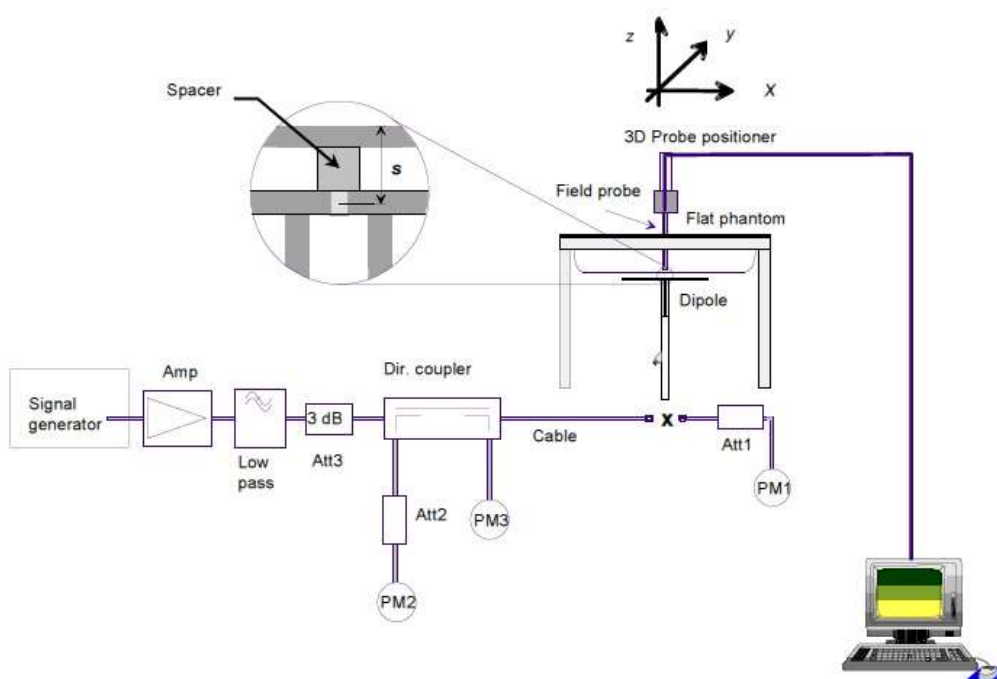 z
y
X
Spacer
s
3D Probe positioner
Field probe
Flat phantom
Dipole
Signal
generator
Amp
Low
pass
3 dB
Att3
Dir. coupler
Cable
X
Att1
PM1
Att2
PM3
PM2